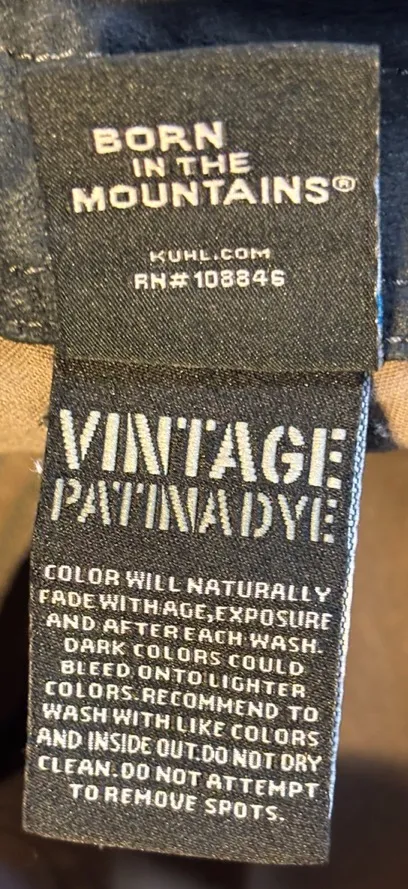 BORN
IN THE
MOUNTAINS®
KUHL.COM
RN# 108846
VINTAGE
PATINA DYE
COLOR WILL NATURALLY
FADE WITH AGE, EXPOSURE
AND AFTER EACH WASH.
DARK COLORS COULD
BLEED ONTO LIGHTER
COLORS. RECOMMEND TO
WASH WITH LIKE COLORS
AND INSIDE OUT. DO NOT DRY
CLEAN. DO NOT ATTEMPT
TO REMOVE SPOTS.